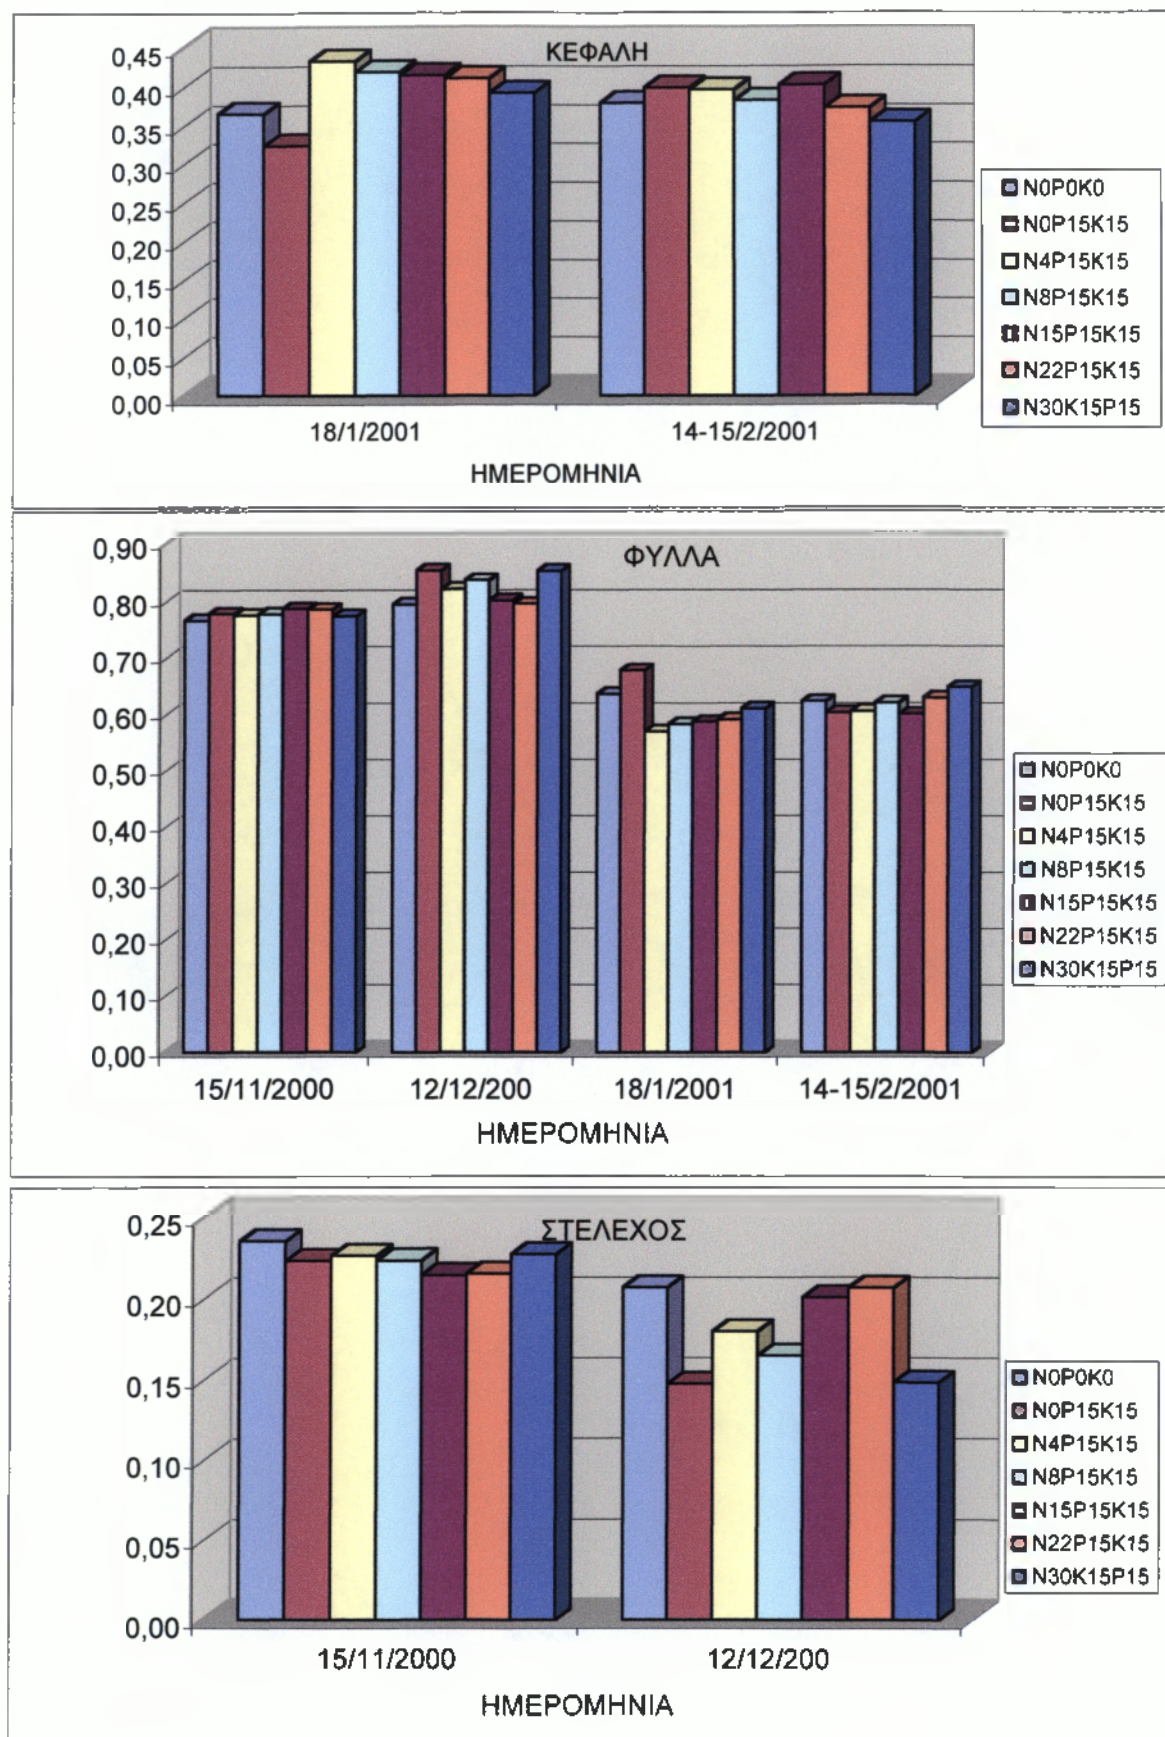 ΚΕΦΑΛΗ
0,45
0,40
0,35
0,30
0,25
0,20
0,15
0,10
0,05
0,00
18/1/2001 14-15/2/2001
ΗΜΕΡΟΜΗΝΙΑ
N0P0K0
N0P15K15
N4P15K15
N8P15K15
N15P15K15
N22P15K15
N30K15P15
ΦΥΛΛΑ
0,90
0,80
0,70
0,60
0,50
0,40
0,30
0,20
0,10
0,00
15/11/2000 12/12/200 18/1/2001 14-15/2/2001
ΗΜΕΡΟΜΗΝΙΑ
N0P0K0
N0P15K15
N4P15K15
N8P15K15
N15P15K15
N22P15K15
N30K15P15
ΣΤΕΛΕΧΟΣ
0,25
0,20
0,15
0,10
0,05
0,00
15/11/2000 12/12/200
ΗΜΕΡΟΜΗΝΙΑ
N0P0K0
N0P15K15
N4P15K15
N8P15K15
N15P15K15
N22P15K15
N30K15P15